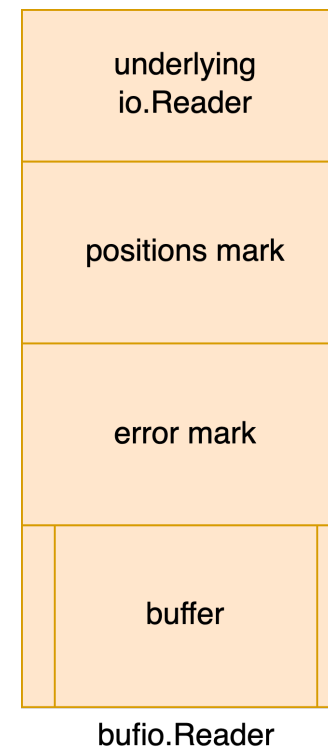 underlying
io.Reader
positions mark
error mark
buffer
bufio.Reader